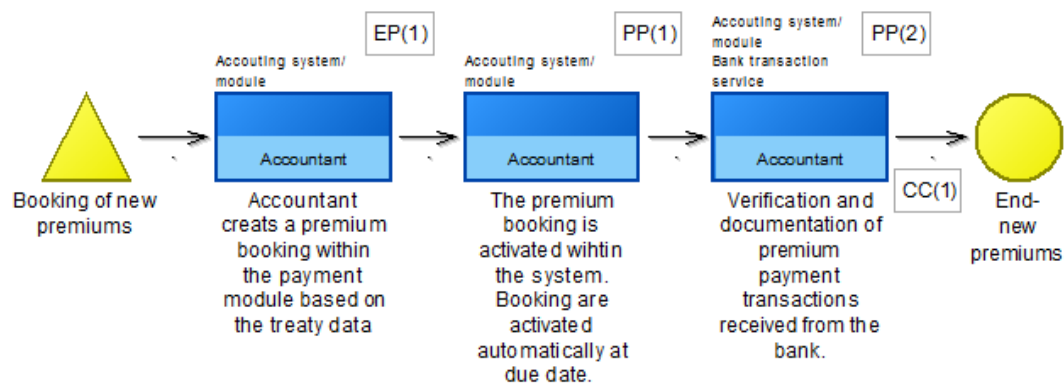 Booking of new
premiums
EP(1)
Accouting system/
module
Accountant
Accountant
creats a premium
booking within
the payment
module based on
the treaty data
PP(1)
Accouting system/
module
Accountant
The premium
booking is
activated wihtin
the system.
Booking are
activated
automatically at
due date.
PP(2)
Accouting system/
module
Bank transaction
service
Accountant
Verification and
documentation of
premium
payment
transactions
received from the
bank.
CC(1)
End-
new
premiums